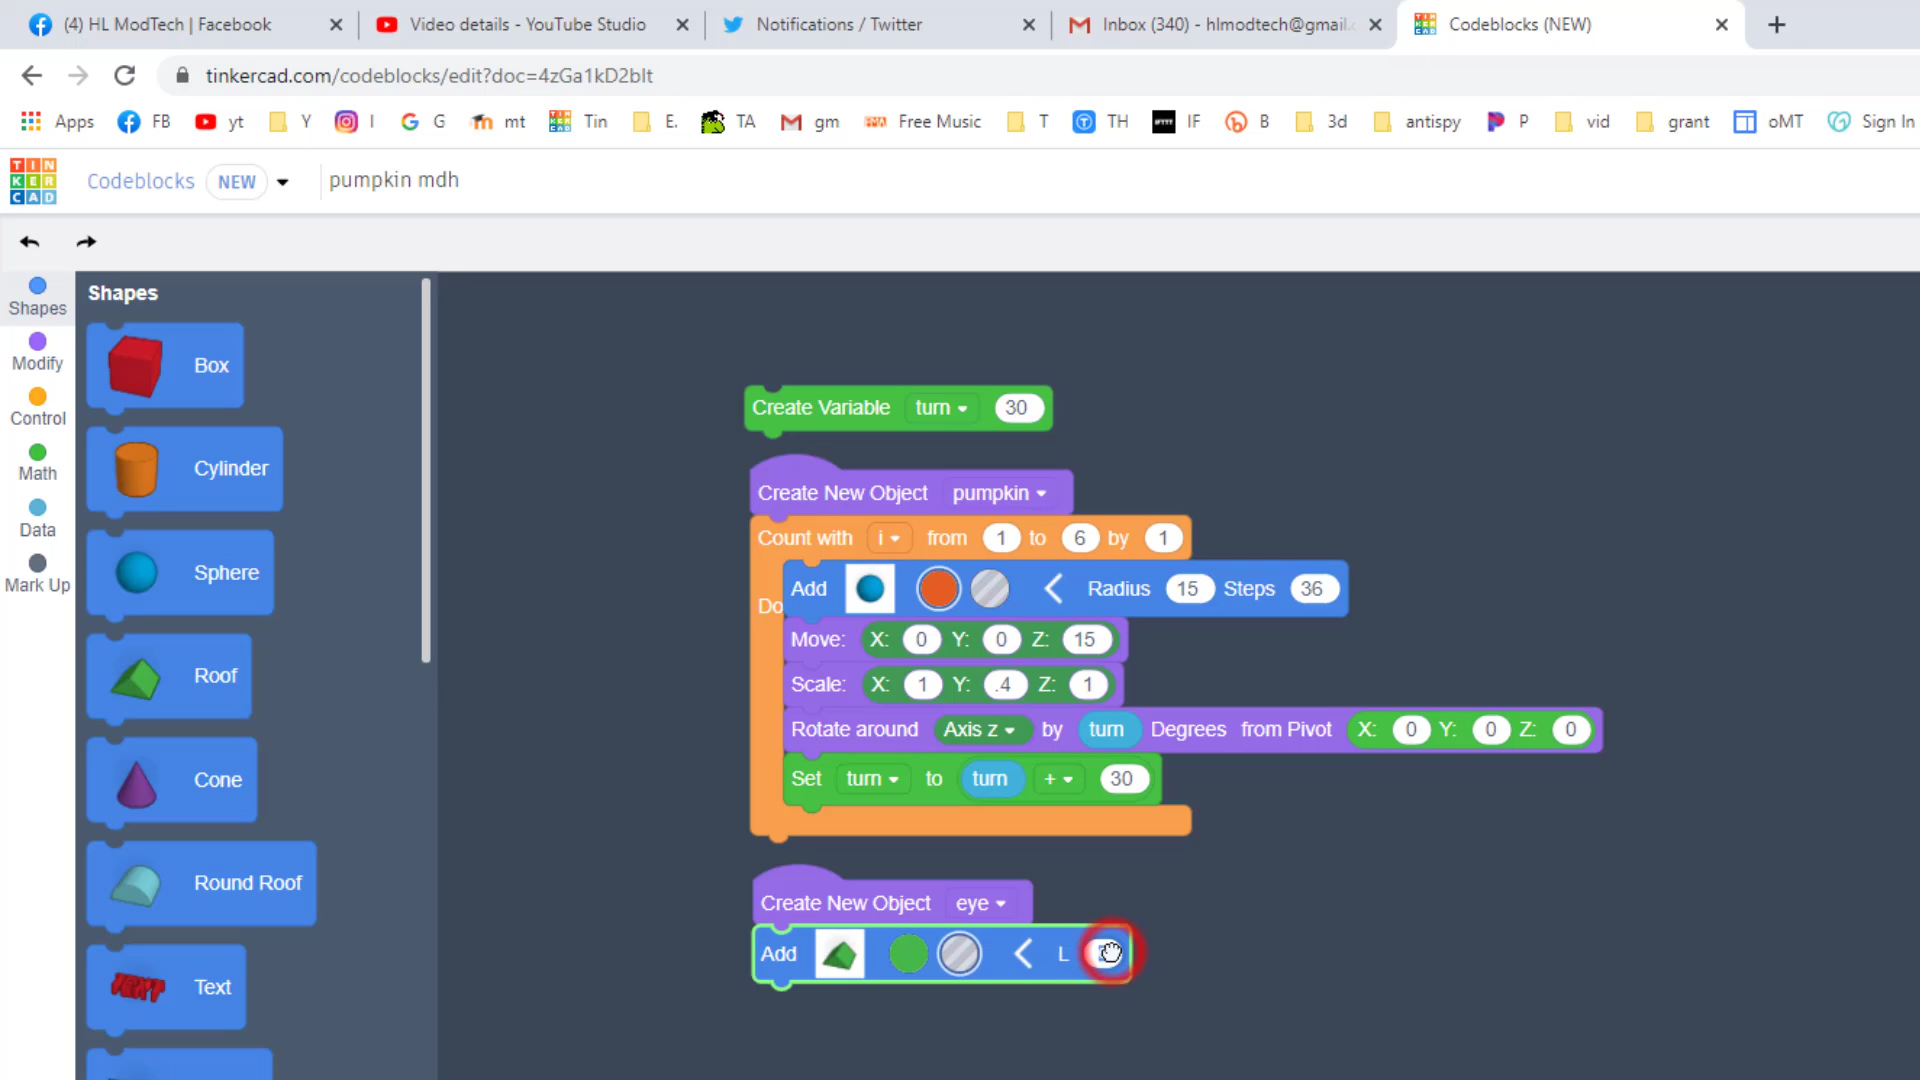 (4) HL ModTech | Facebook
Video details - YouTube Studio
Notifications / Twitter
Inbox (340) - hlmodtech@gmail.c
Codeblocks (NEW)
tinkercad.com/codeblocks/edit?doc=4zGa1kD2blt
Apps FB yt Y I G mt Tin E. TA gm Free Music T TH IF B 3d antispy P vid grant oMT Sign In
TIN KER CAD Codeblocks NEW pumpkin mdh
Shapes
Modify
Control
Math
Data
Mark Up
Shapes
Box
Cylinder
Sphere
Roof
Cone
Round Roof
Text
Create Variable turn 30
Create New Object pumpkin
Count with i from 1 to 6 by 1
Do
Add Radius 15 Steps 36
Move: X: 0 Y: 0 Z: 15
Scale: X: 1 Y: .4 Z: 1
Rotate around Axis z by turn Degrees from Pivot X: 0 Y: 0 Z: 0
Set turn to turn + 30
Create New Object eye
Add L